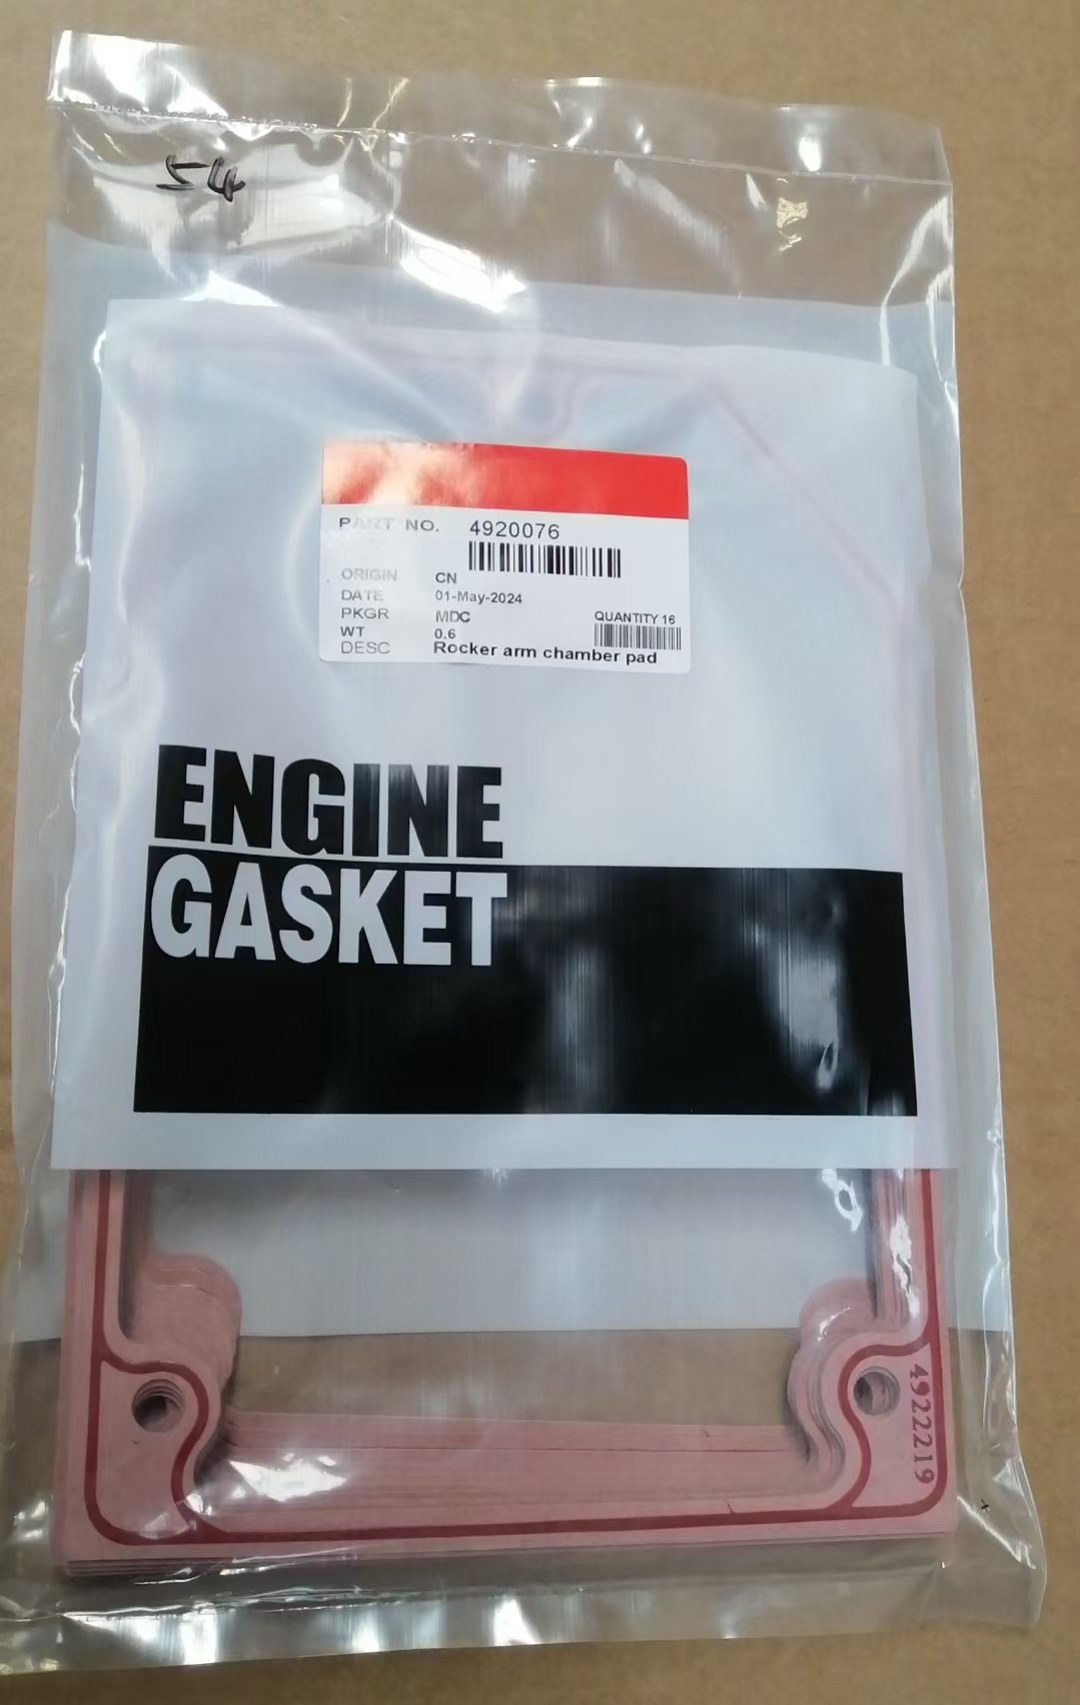 54
PART NO. 4920076
ORIGIN CN
DATE 01-May-2024
PKGR MDC QUANTITY 16
WT 0.6
DESC Rocker arm chamber pad
ENGINE
GASKET
4922219